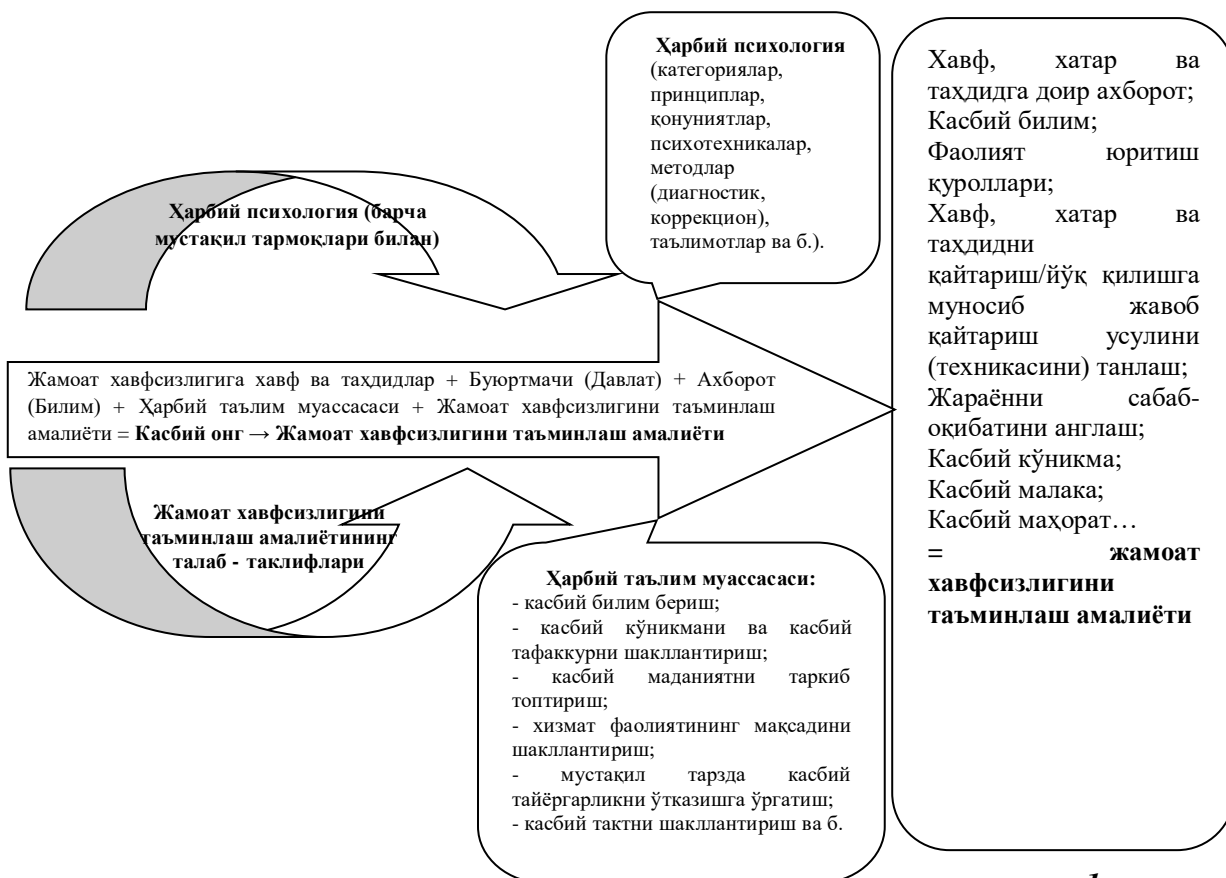 Ҳарбий психология
(категориялар,
принциплар,
қонуниятлар,
психотехникалар,
методлар
(диагностик,
коррекцион),
таълимотлар ва б.).
Ҳарбий психология (барча
мустақил тармоқлари билан)
Жамоат хавфсизлигига хавф ва таҳдидлар + Буюртмачи (Давлат) + Ахборот
(Билим) + Ҳарбий таълим муассасаси + Жамоат хавфсизлигини таъминлаш
амалиёти = Касбий онг → Жамоат хавфсизлигини таъминлаш амалиёти
Жамоат хавфсизлигини
таъминлаш амалиётининг
талаб - таклифлари
Ҳарбий таълим муассасаси:
- касбий билим бериш;
- касбий кўникмани ва касбий
тафаккурни шакллантириш;
- касбий маданиятни таркиб
топтириш;
- хизмат фаолиятининг мақсадини
шакллантириш;
- мустақил тарзда касбий
тайёргарликни ўтказишга ўргатиш;
- касбий тактни шакллантириш ва б.
Хавф, хатар ва
таҳдидга доир ахборот;
Касбий билим;
Фаолият юритиш
қуроллари;
Хавф, хатар ва
таҳдидни
қайтариш/йўқ қилишга
муносиб жавоб
қайтариш усулини
(техникасини) танлаш;
Жараённи сабаб-
оқибатини англаш;
Касбий кўникма;
Касбий малака;
Касбий маҳорат…
= жамоат
хавфсизлигини
таъминлаш амалиёти